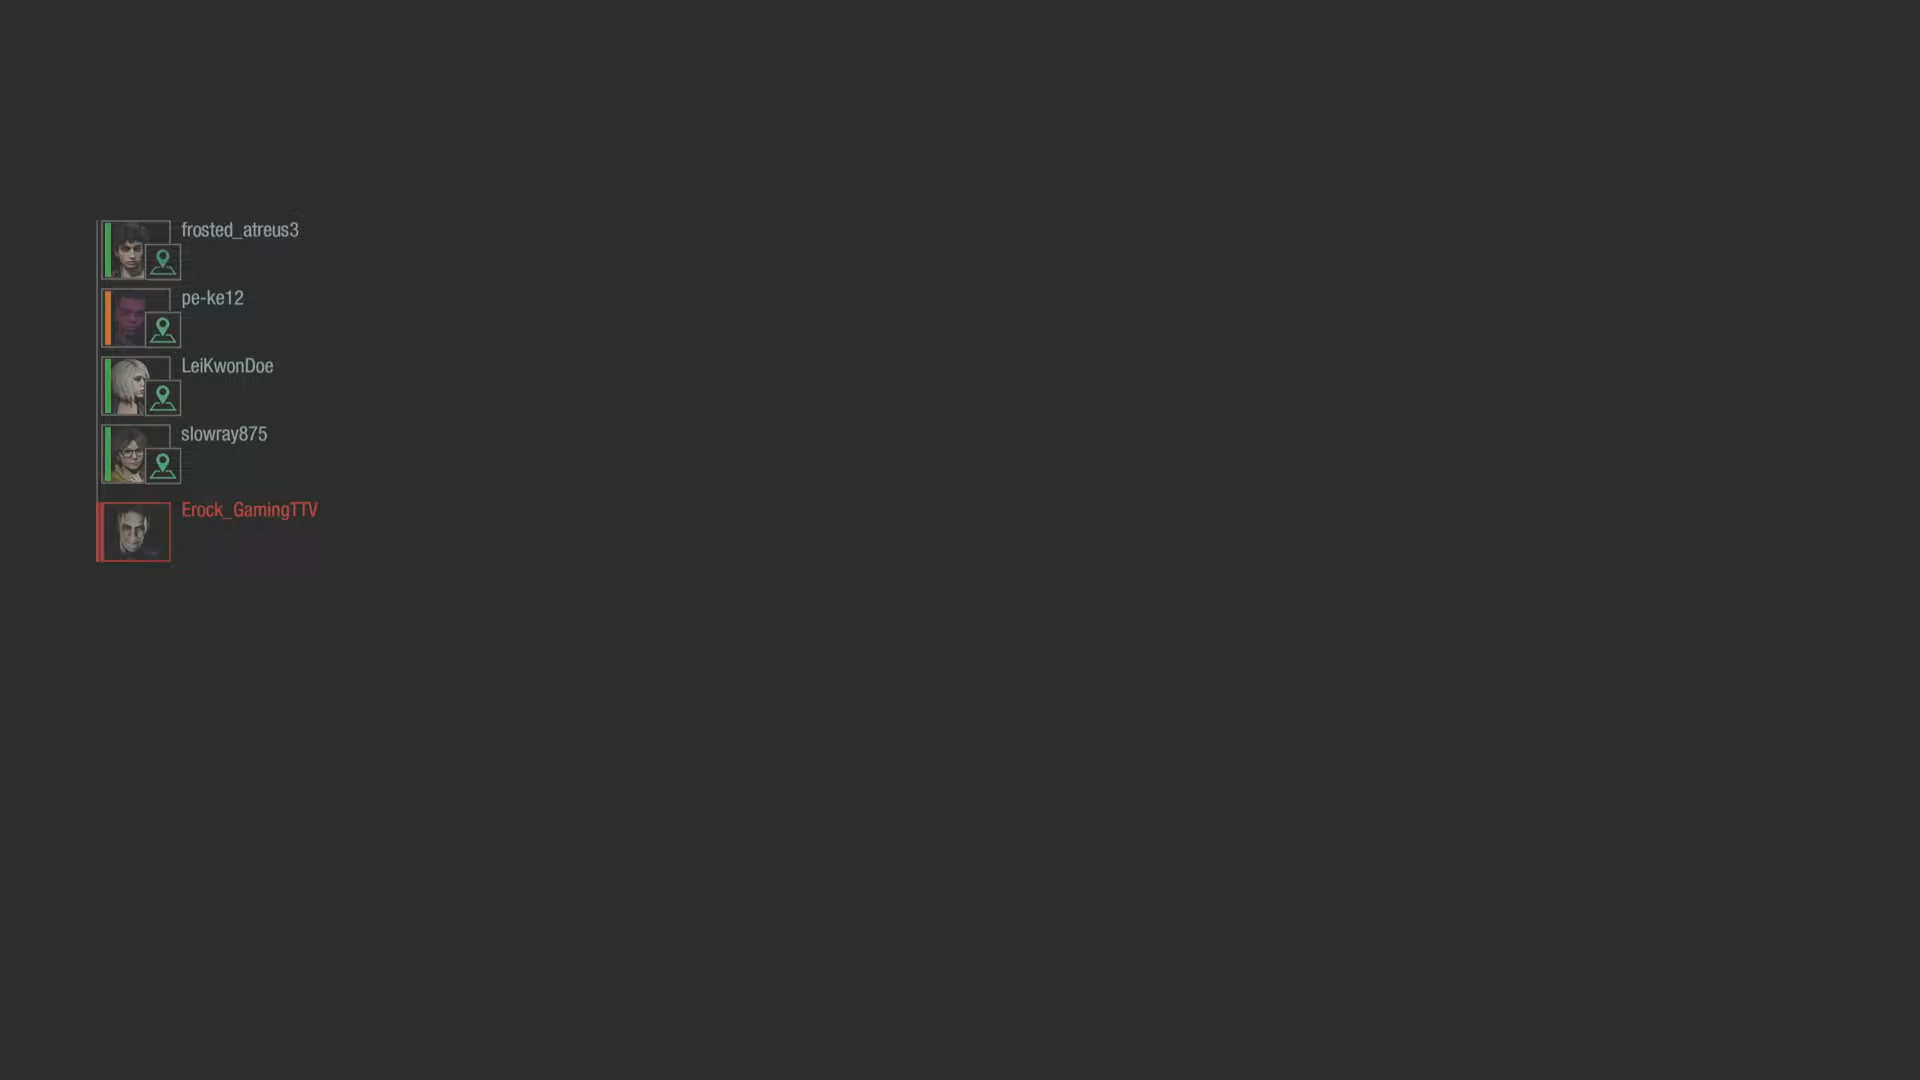 frosted_atreus3
pe-ke12
LeiKwonDoe
slowray875
Erock_GamingTTV